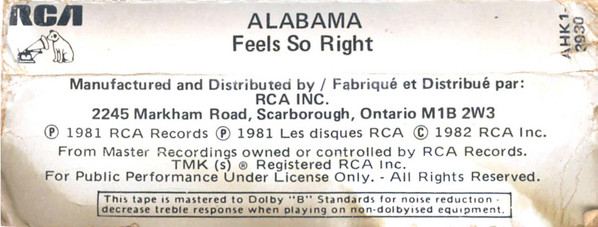 RCA
ALABAMA
Feels So Right
AHK1-
3930
Manufactured and Distributed by / Fabriqué et Distribué par:
RCA INC.
2245 Markham Road, Scarborough, Ontario M1B 2W3
℗ 1981 RCA Records ℗ 1981 Les disques RCA © 1982 RCA Inc.
From Master Recordings owned or controlled by RCA Records.
TMK (s) ® Registered RCA Inc.
For Public Performance Under License Only. - All Rights Reserved.
This tape is mastered to Dolby "B" Standards for noise reduction -
decrease treble response when playing on non-dolbyised equipment.